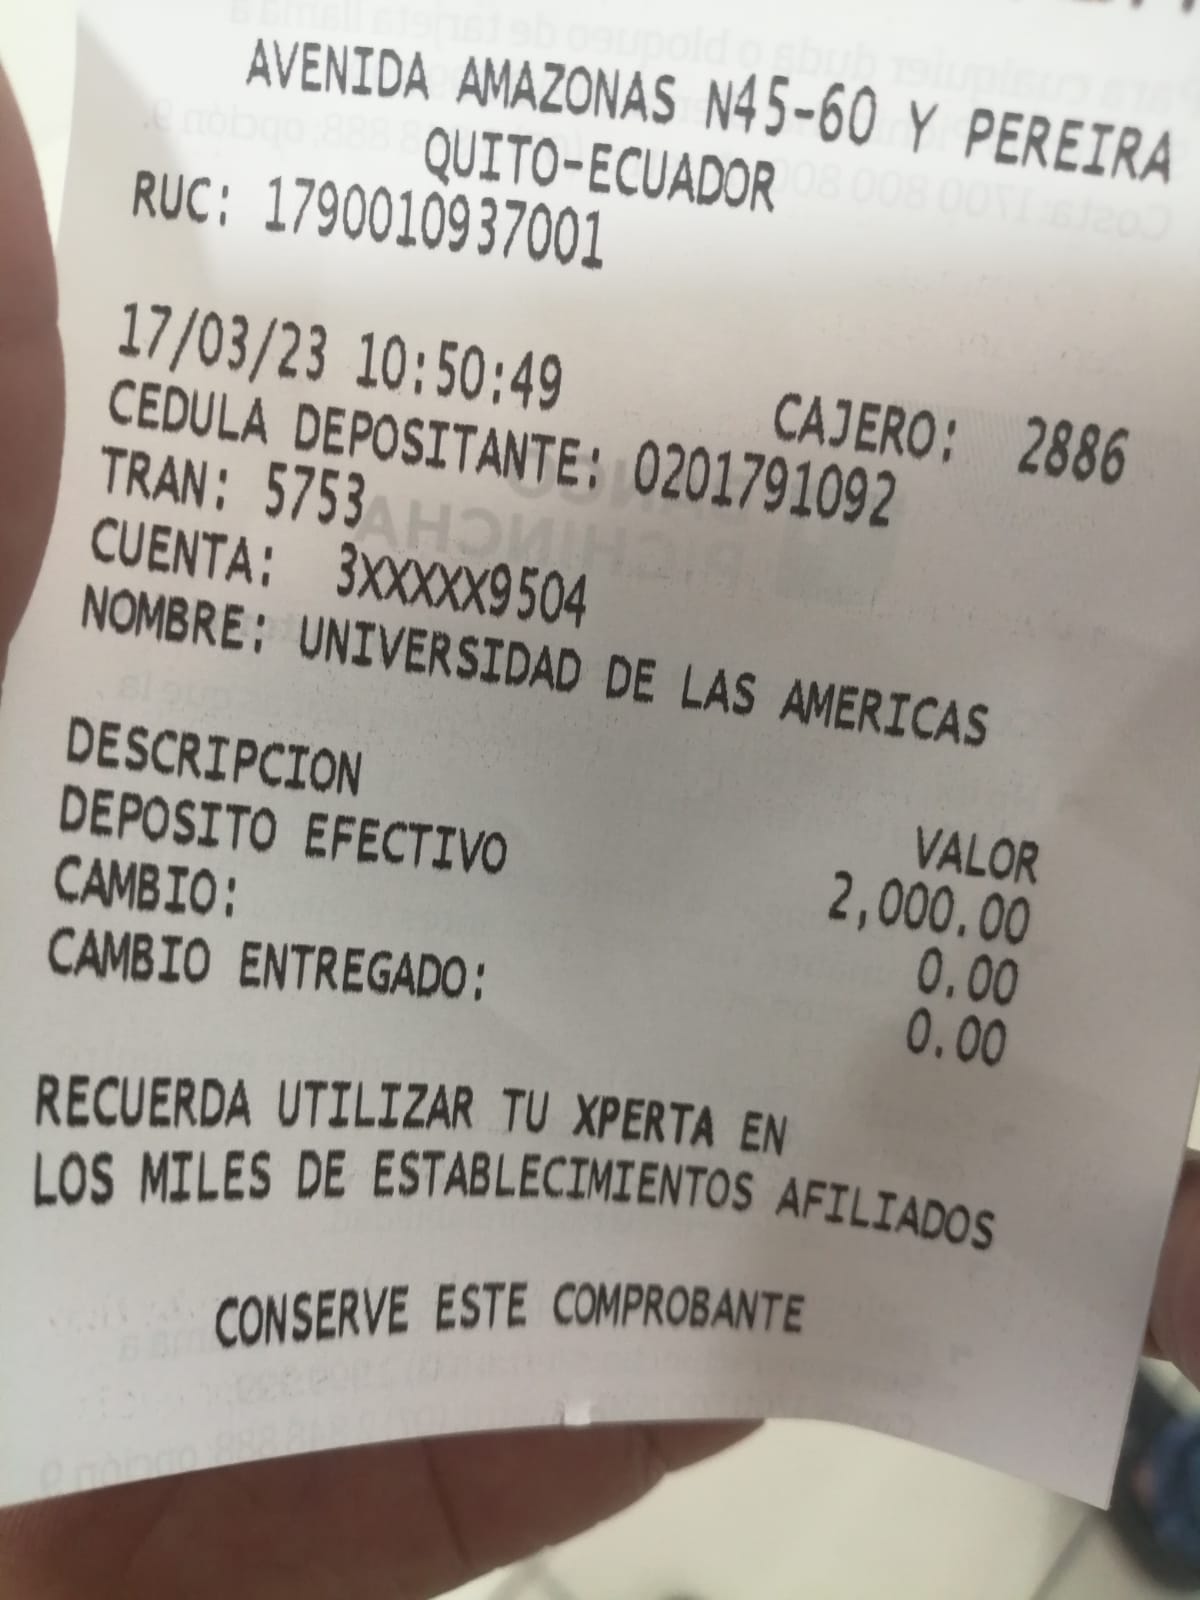 AVENIDA AMAZONAS N45-60 Y PEREIRA
QUITO-ECUADOR
RUC: 1790010937001
17/03/23 10:50:49 CAJERO: 2886
CEDULA DEPOSITANTE: 0201791092
TRAN: 5753
CUENTA: 3XXXXX9504
NOMBRE: UNIVERSIDAD DE LAS AMERICAS
DESCRIPCION VALOR
DEPOSITO EFECTIVO 2,000.00
CAMBIO: 0.00
CAMBIO ENTREGADO: 0.00
RECUERDA UTILIZAR TU XPERTA EN
LOS MILES DE ESTABLECIMIENTOS AFILIADOS
CONSERVE ESTE COMPROBANTE